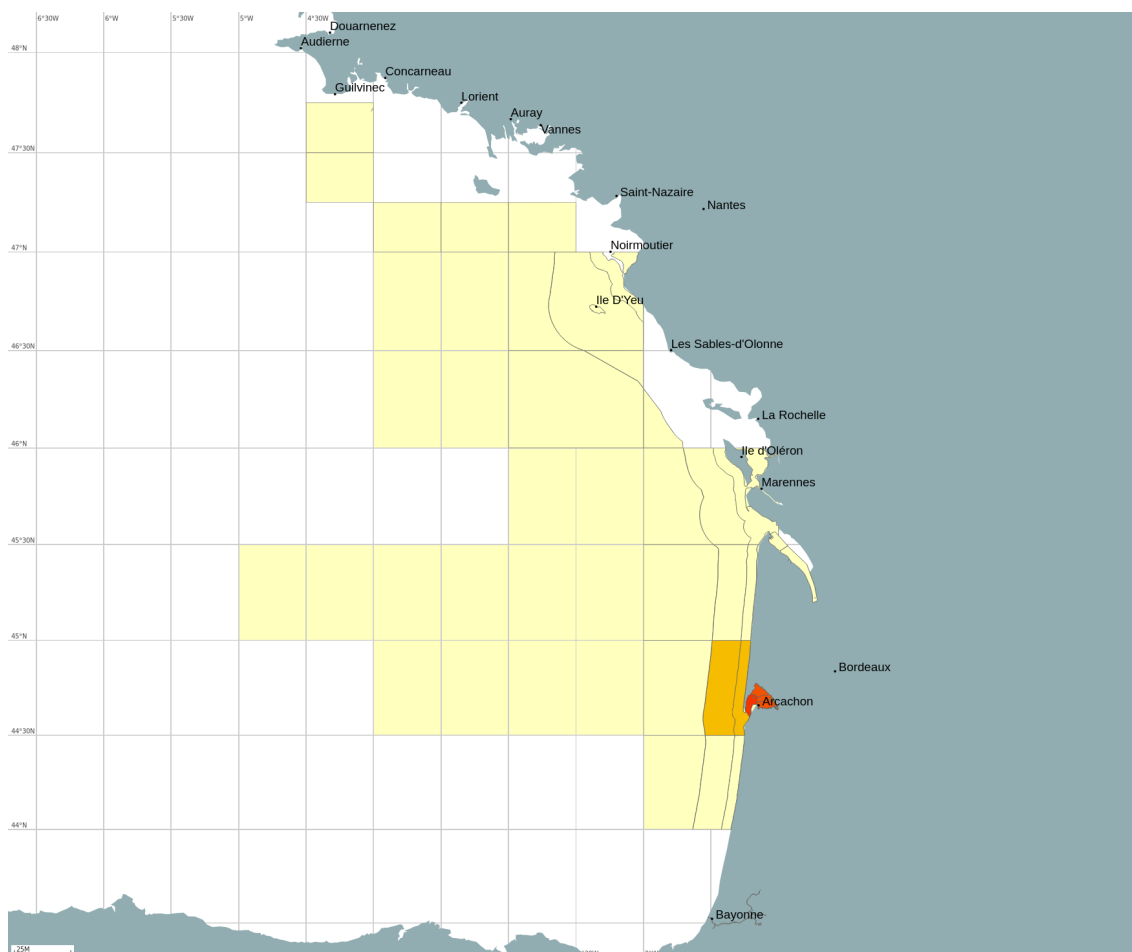 6°30W 6°W 5°30W 5°W 4°30W
Douarnenez
Audierne
48°N
Concarneau
Guilvinec
Lorient
Auray
Vannes
47°30N
Saint-Nazaire
Nantes
47°N
Noirmoutier
Ile D'Yeu
Les Sables-d'Olonne
46°30N
La Rochelle
46°N
Ile d'Oléron
Marennes
45°30N
45°N
Bordeaux
Arcachon
44°30N
44°N
Bayonne
25M